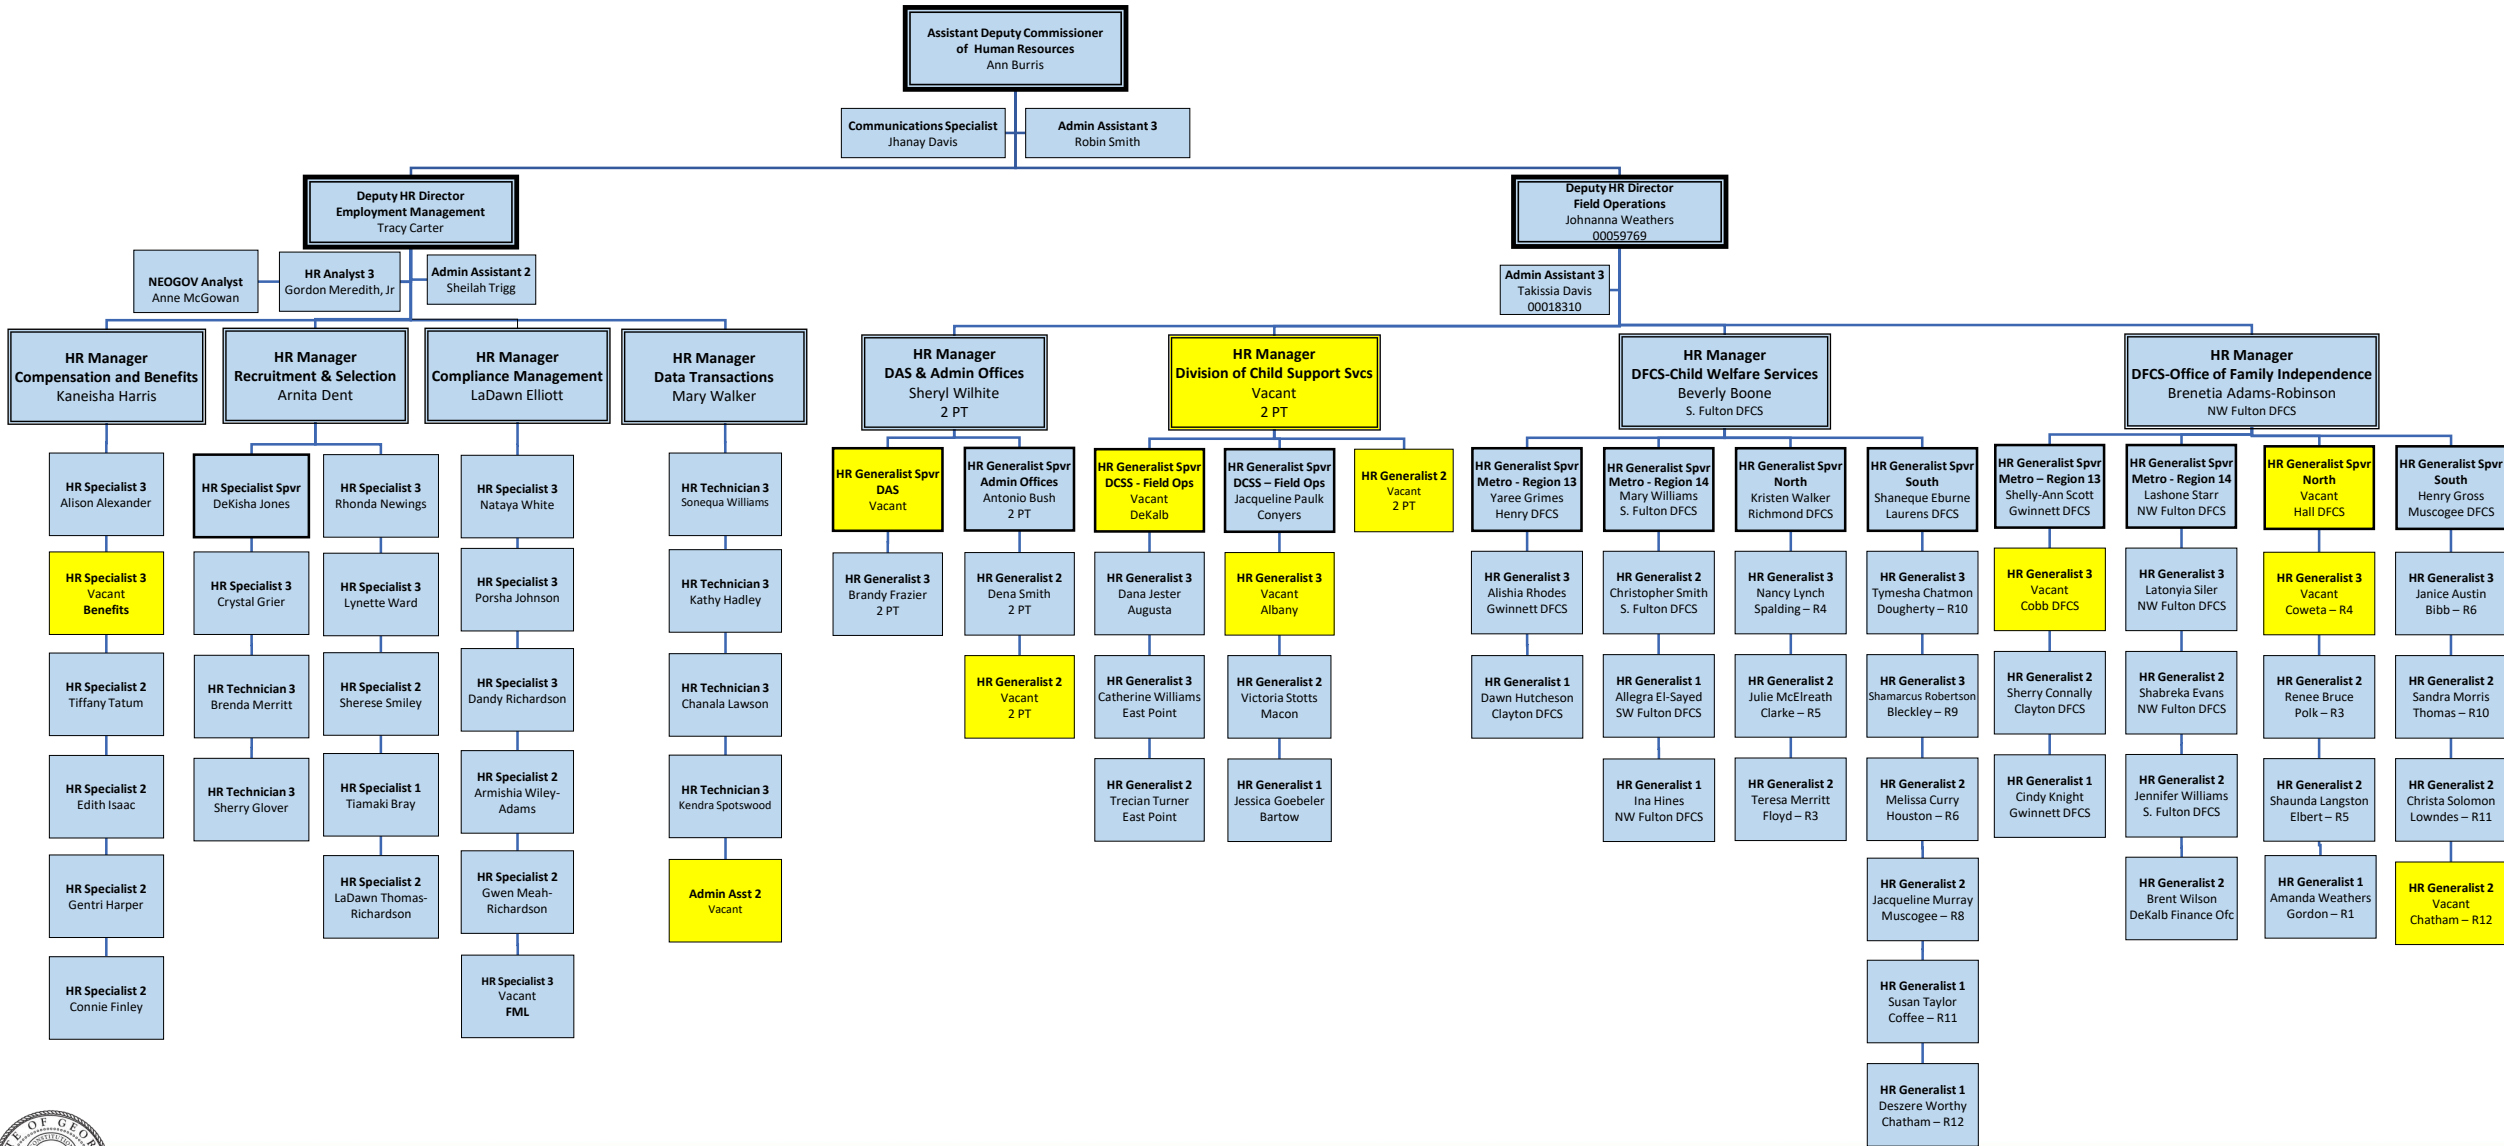 Assistant Deputy Commissioner
of Human Resources
Ann Burris
Communications Specialist
Jhanay Davis
Admin Assistant 3
Robin Smith
Deputy HR Director
Employment Management
Tracy Carter
Deputy HR Director
Field Operations
Johnanna Weathers
00059769
NEOGOV Analyst
Anne McGowan
HR Analyst 3
Gordon Meredith, Jr
Admin Assistant 2
Sheilah Trigg
Admin Assistant 3
Takissia Davis
00018310
HR Manager
Compensation and Benefits
Kaneisha Harris
HR Manager
Recruitment & Selection
Arnita Dent
HR Manager
Compliance Management
LaDawn Elliott
HR Manager
Data Transactions
Mary Walker
HR Manager
DAS & Admin Offices
Sheryl Wilhite
2 PT
HR Manager
Division of Child Support Svcs
Vacant
2 PT
HR Manager
DFCS-Child Welfare Services
Beverly Boone
S. Fulton DFCS
HR Manager
DFCS-Office of Family Independence
Brenetia Adams-Robinson
NW Fulton DFCS
HR Specialist 3
Alison Alexander
HR Specialist 3
Vacant
Benefits
HR Specialist 2
Tiffany Tatum
HR Specialist 2
Edith Isaac
HR Specialist 2
Gentri Harper
HR Specialist 2
Connie Finley
HR Specialist Spvr
DeKisha Jones
HR Specialist 3
Crystal Grier
HR Technician 3
Brenda Merritt
HR Technician 3
Sherry Glover
HR Specialist 3
Rhonda Newings
HR Specialist 3
Lynette Ward
HR Specialist 2
Sherese Smiley
HR Specialist 1
Tiamaki Bray
HR Specialist 2
LaDawn Thomas-
Richardson
HR Specialist 3
Nataya White
HR Specialist 3
Porsha Johnson
HR Specialist 3
Dandy Richardson
HR Specialist 2
Armishia Wiley-
Adams
HR Specialist 2
Gwen Meah-
Richardson
HR Specialist 3
Vacant
FML
HR Technician 3
Sonequa Williams
HR Technician 3
Kathy Hadley
HR Technician 3
Chanala Lawson
HR Technician 3
Kendra Spotswood
Admin Asst 2
Vacant
HR Generalist Spvr
DAS
Vacant
HR Generalist 3
Brandy Frazier
2 PT
HR Generalist Spvr
Admin Offices
Antonio Bush
2 PT
HR Generalist 2
Dena Smith
2 PT
HR Generalist 2
Vacant
2 PT
HR Generalist Spvr
DCSS - Field Ops
Vacant
DeKalb
HR Generalist 3
Dana Jester
Augusta
HR Generalist 3
Catherine Williams
East Point
HR Generalist 2
Trecian Turner
East Point
HR Generalist Spvr
DCSS – Field Ops
Jacqueline Paulk
Conyers
HR Generalist 3
Vacant
Albany
HR Generalist 2
Victoria Stotts
Macon
HR Generalist 1
Jessica Goebeler
Bartow
HR Generalist 2
Vacant
2 PT
HR Generalist Spvr
Metro - Region 13
Yaree Grimes
Henry DFCS
HR Generalist 3
Alishia Rhodes
Gwinnett DFCS
HR Generalist 1
Dawn Hutcheson
Clayton DFCS
HR Generalist Spvr
Metro - Region 14
Mary Williams
S. Fulton DFCS
HR Generalist 2
Christopher Smith
S. Fulton DFCS
HR Generalist 1
Allegra El-Sayed
SW Fulton DFCS
HR Generalist 1
Ina Hines
NW Fulton DFCS
HR Generalist Spvr
North
Kristen Walker
Richmond DFCS
HR Generalist 3
Nancy Lynch
Spalding – R4
HR Generalist 2
Julie McElreath
Clarke – R5
HR Generalist 2
Teresa Merritt
Floyd – R3
HR Generalist Spvr
South
Shaneque Eburne
Laurens DFCS
HR Generalist 3
Tymesha Chatmon
Dougherty – R10
HR Generalist 3
Shamarcus Robertson
Bleckley – R9
HR Generalist 2
Melissa Curry
Houston – R6
HR Generalist 2
Jacqueline Murray
Muscogee – R8
HR Generalist 1
Susan Taylor
Coffee – R11
HR Generalist 1
Deszere Worthy
Chatham – R12
HR Generalist Spvr
Metro – Region 13
Shelly-Ann Scott
Gwinnett DFCS
HR Generalist 3
Vacant
Cobb DFCS
HR Generalist 2
Sherry Connally
Clayton DFCS
HR Generalist 1
Cindy Knight
Gwinnett DFCS
HR Generalist Spvr
Metro - Region 14
Lashone Starr
NW Fulton DFCS
HR Generalist 3
Latonyia Siler
NW Fulton DFCS
HR Generalist 2
Shabreka Evans
NW Fulton DFCS
HR Generalist 2
Jennifer Williams
S. Fulton DFCS
HR Generalist 2
Brent Wilson
DeKalb Finance Ofc
HR Generalist Spvr
North
Vacant
Hall DFCS
HR Generalist 3
Vacant
Coweta – R4
HR Generalist 2
Renee Bruce
Polk – R3
HR Generalist 2
Shaunda Langston
Elbert – R5
HR Generalist 1
Amanda Weathers
Gordon – R1
HR Generalist Spvr
South
Henry Gross
Muscogee DFCS
HR Generalist 3
Janice Austin
Bibb – R6
HR Generalist 2
Sandra Morris
Thomas – R10
HR Generalist 2
Christa Solomon
Lowndes – R11
HR Generalist 2
Vacant
Chatham – R12